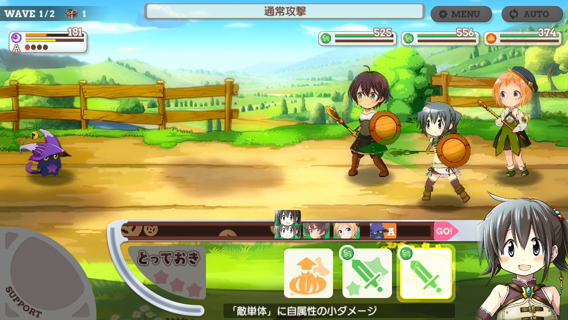 WAVE 1/2
1
通常攻撃
MENU
AUTO
181
A
525
556
374
GO!
とっておき
SUPPORT
「敵単体」に自属性の小ダメージ